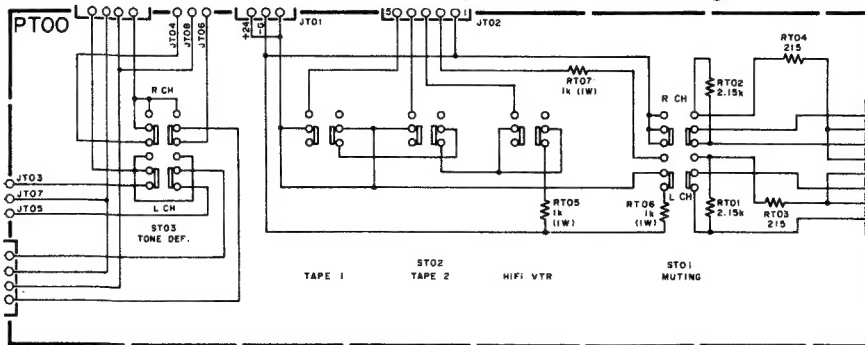 PT00
JT04
JT08
JT06
+24
-G
JT01
5
1
JT02
RT04
215
RT07
1k (1W)
RT02
2.15k
R CH
R CH
JT03
JT07
JT05
L CH
L CH
RT05
1k
(1W)
RT06
1k
(1W)
RT01
2.15k
RT03
215
ST03
TONE DEF.
TAPE 1
ST02
TAPE 2
HiFi VTR
ST01
MUTING